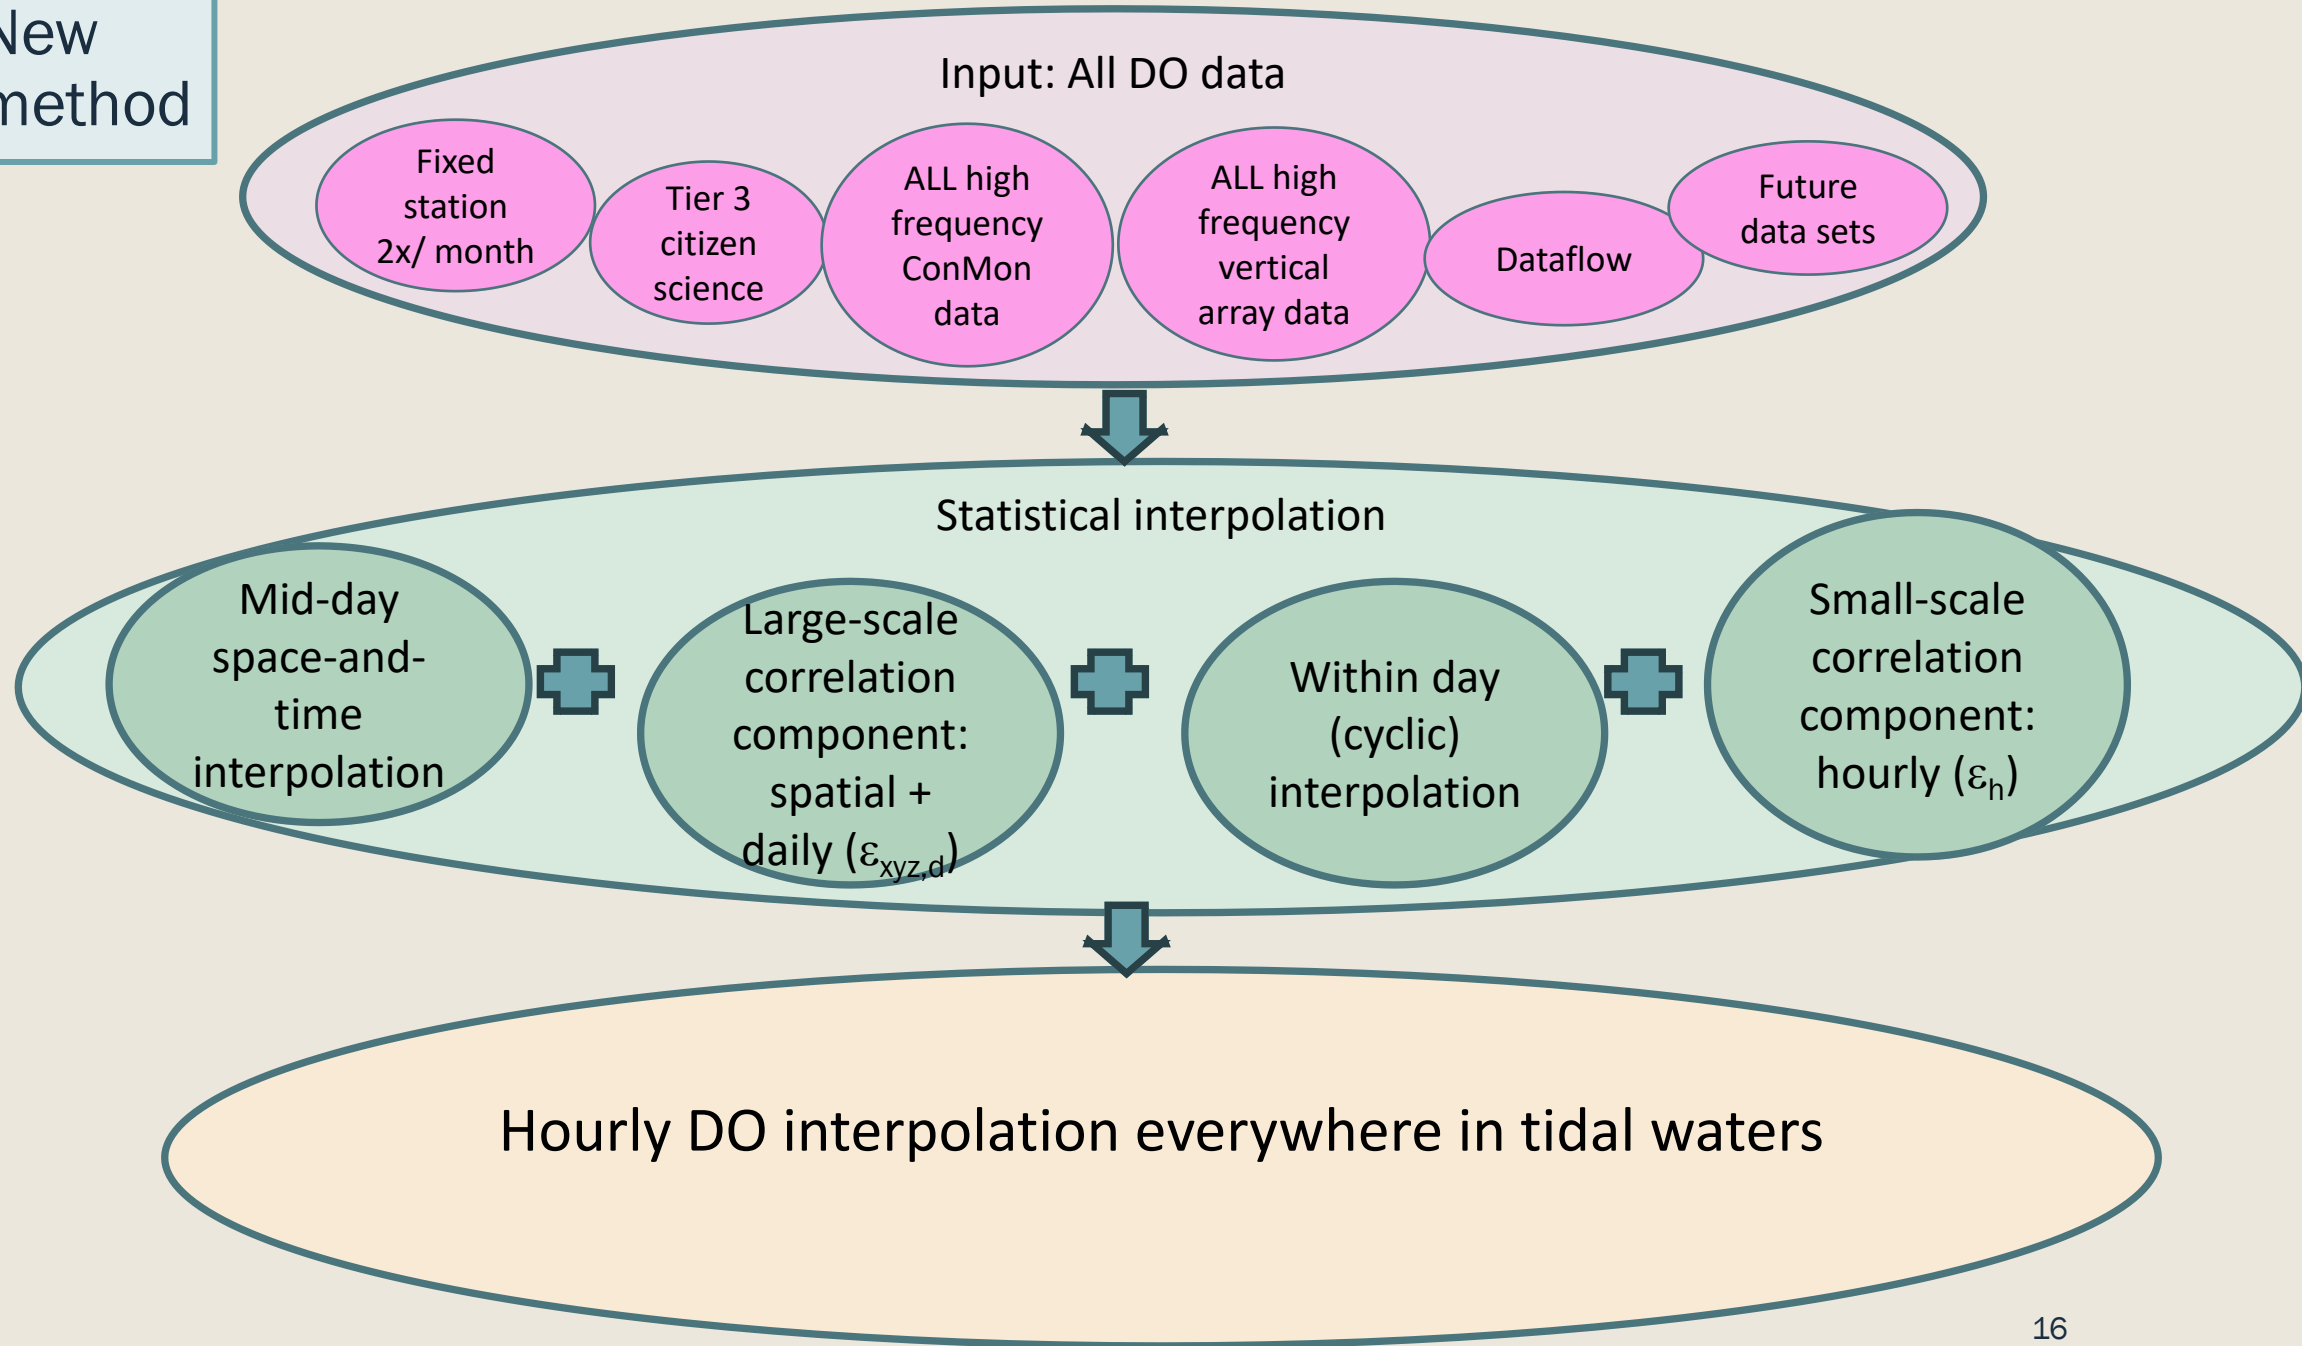 New
method
Input: All DO data
Fixed
station
2x/ month
Tier 3
citizen
science
ALL high
frequency
ConMon
data
ALL high
frequency
vertical
array data
Dataflow
Future
data sets
Statistical interpolation
Mid-day
space-and-
time
interpolation
Large-scale
correlation
component:
spatial +
daily (εxyz,d)
Within day
(cyclic)
interpolation
Small-scale
correlation
component:
hourly (εh)
Hourly DO interpolation everywhere in tidal waters
16